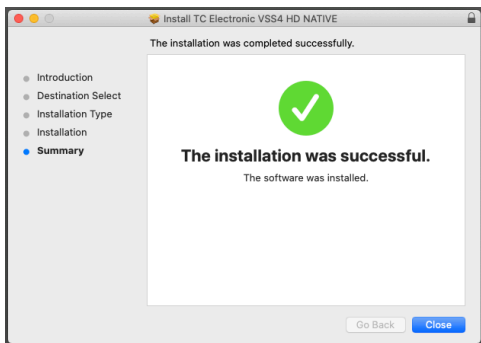 Install TC Electronic VSS4 HD NATIVE
The installation was completed successfully.
Introduction
Destination Select
Installation Type
Installation
Summary
The installation was successful.
The software was installed.
Go Back
Close